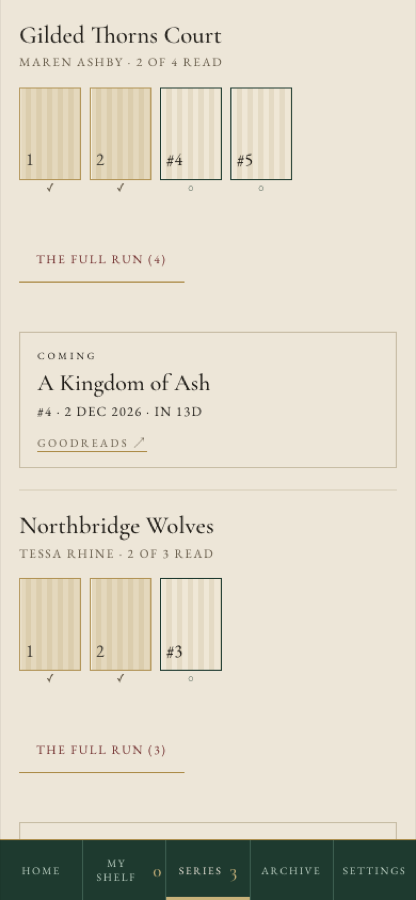 Gilded Thorns Court
MAREN ASHBY · 2 OF 4 READ
1 2 #4 #5
✓ ✓ ○ ○
THE FULL RUN (4)
COMING
A Kingdom of Ash
#4 · 2 DEC 2026 · IN 13D
GOODREADS ↗
Northbridge Wolves
TESSA RHINE · 2 OF 3 READ
1 2 #3
✓ ✓ ○
THE FULL RUN (3)
HOME
MY
SHELF 0
SERIES 3
ARCHIVE
SETTINGS